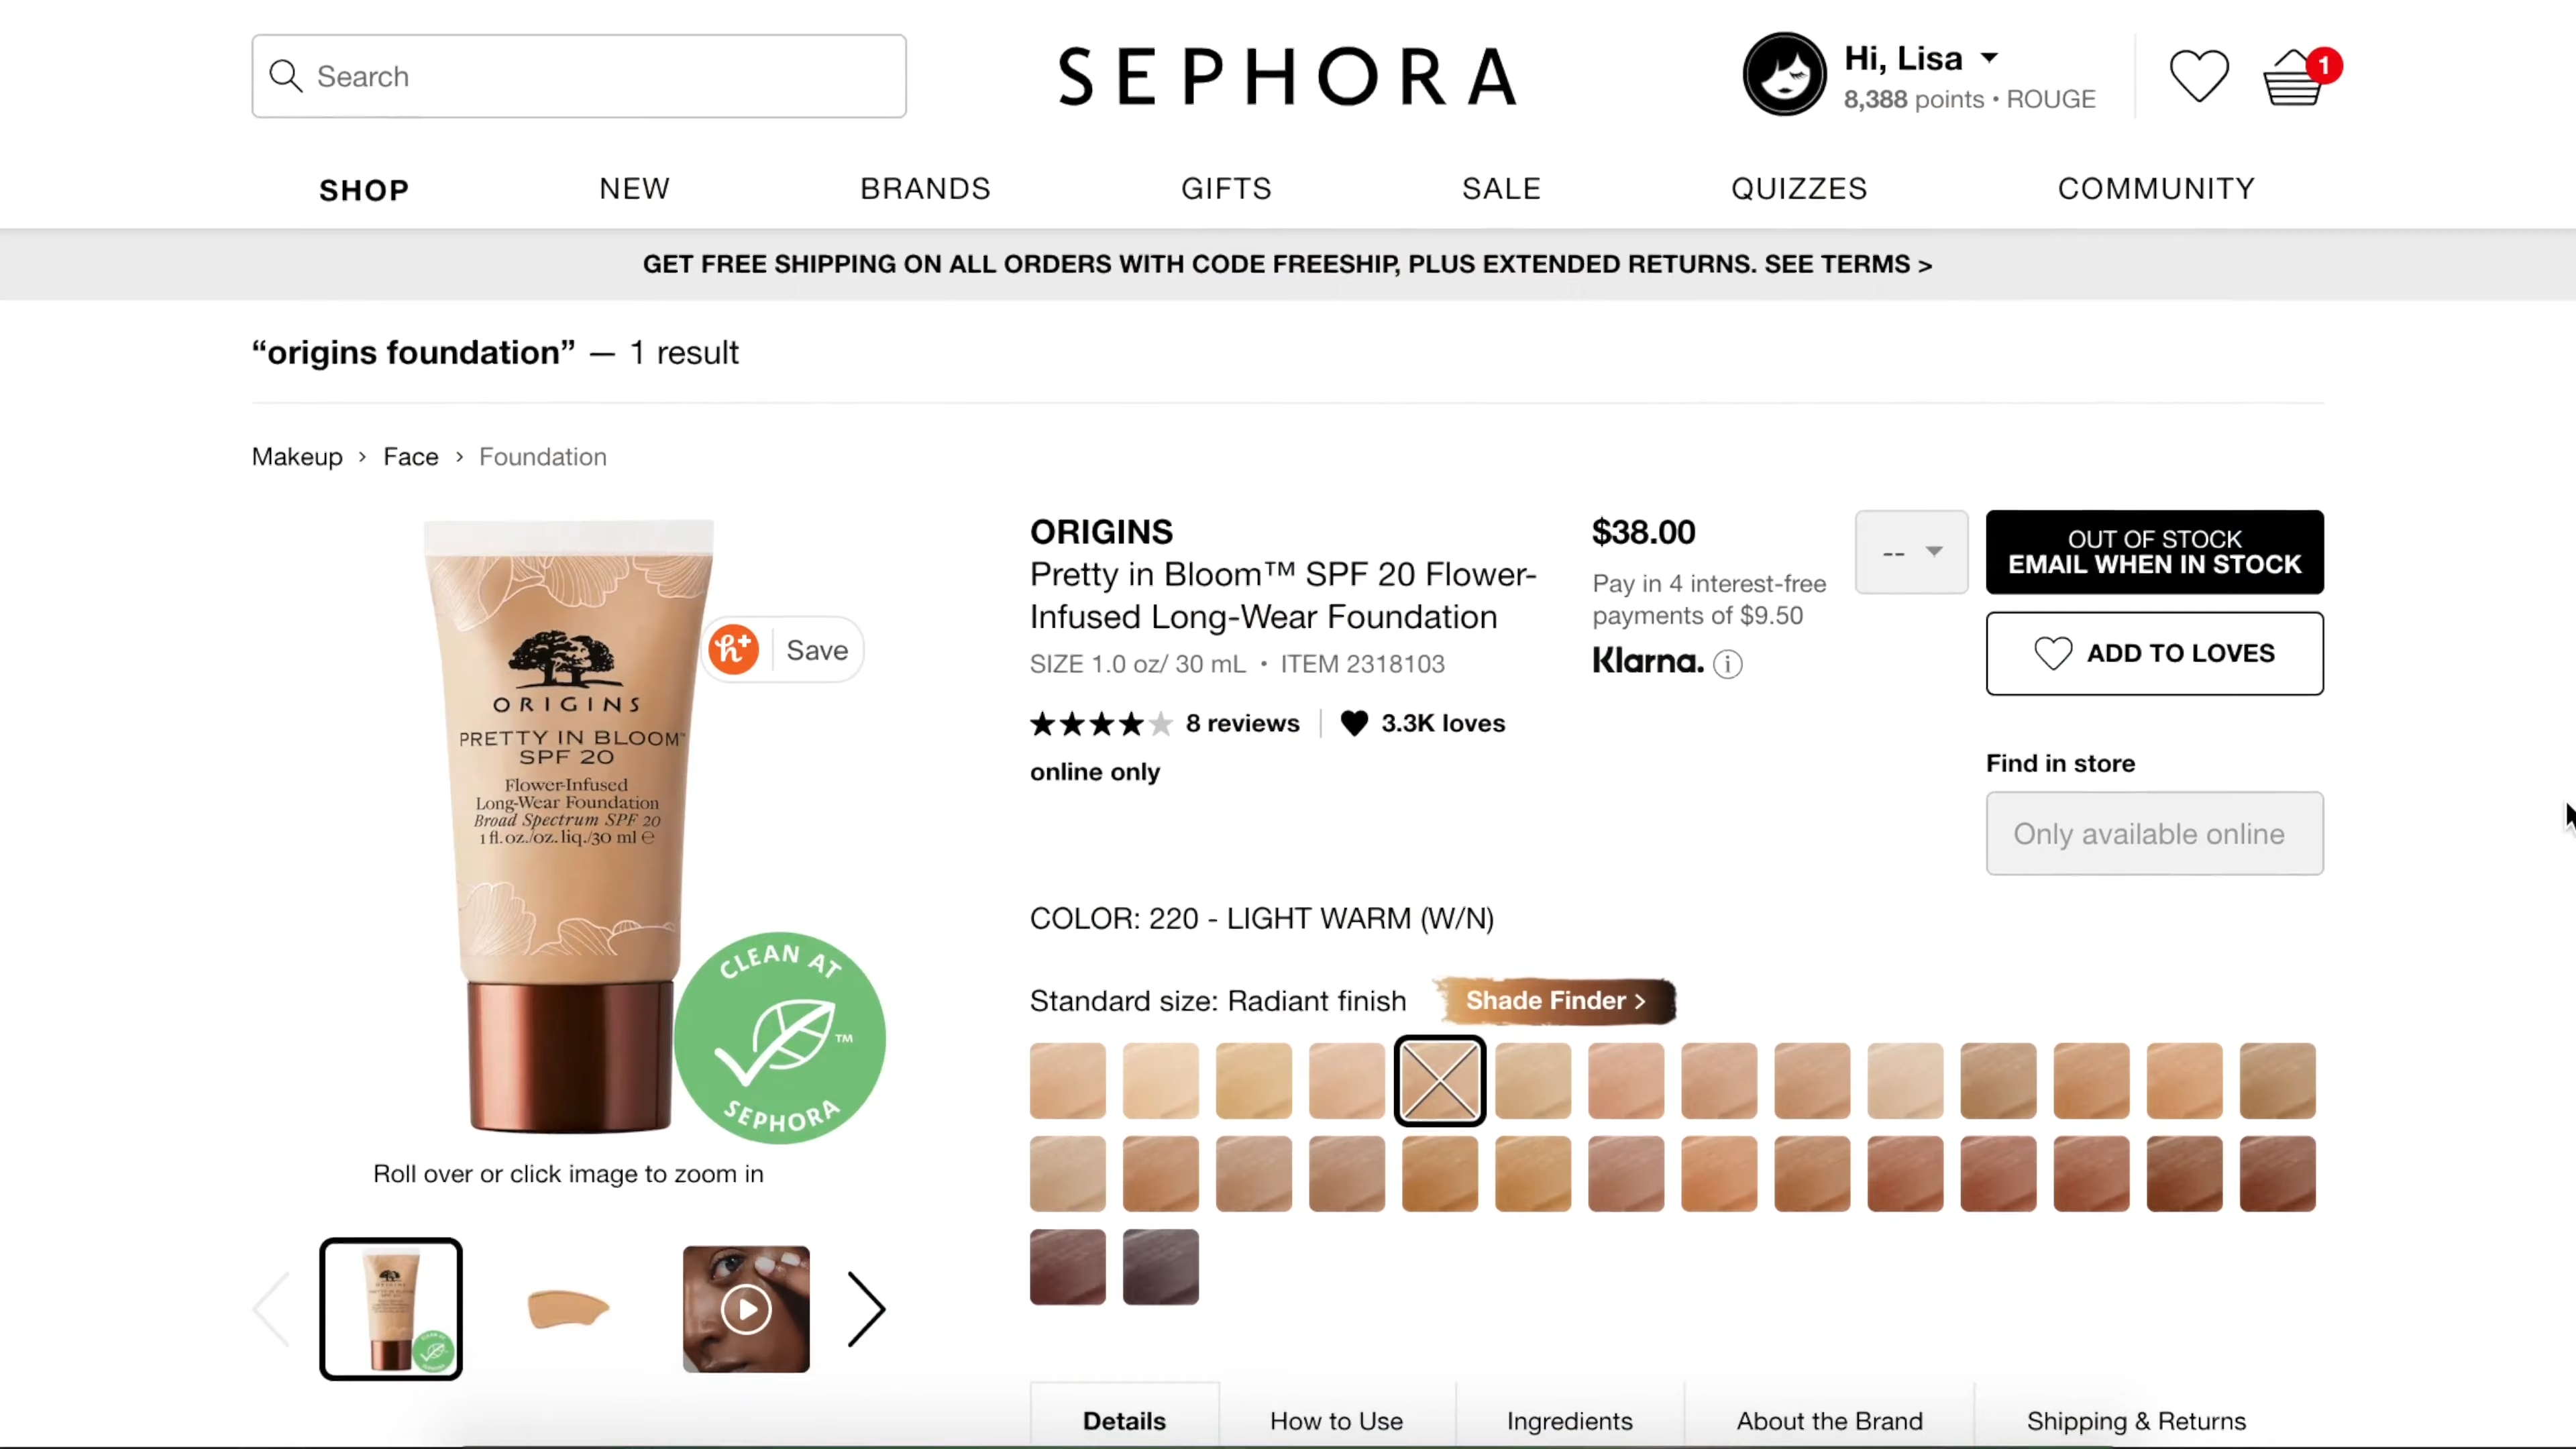 Search
SEPHORA
Hi, Lisa
8,388 points • ROUGE
1
SHOP
NEW
BRANDS
GIFTS
SALE
QUIZZES
COMMUNITY
GET FREE SHIPPING ON ALL ORDERS WITH CODE FREESHIP, PLUS EXTENDED RETURNS. SEE TERMS >
“origins foundation” — 1 result
Makeup > Face > Foundation
ORIGINS
PRETTY IN BLOOM™
SPF 20
Flower-Infused
Long-Wear Foundation
Broad Spectrum SPF 20
1 fl. oz./oz. liq./30 ml ℮
h+ Save
CLEAN AT
SEPHORA
™
Roll over or click image to zoom in
ORIGINS
Pretty in Bloom™ SPF 20 Flower-
Infused Long-Wear Foundation
SIZE 1.0 oz/ 30 mL • ITEM 2318103
8 reviews | 3.3K loves
online only
$38.00
Pay in 4 interest-free
payments of $9.50
Klarna. i
--
OUT OF STOCK
EMAIL WHEN IN STOCK
ADD TO LOVES
Find in store
Only available online
COLOR: 220 - LIGHT WARM (W/N)
Standard size: Radiant finish
Shade Finder >
Details
How to Use
Ingredients
About the Brand
Shipping & Returns